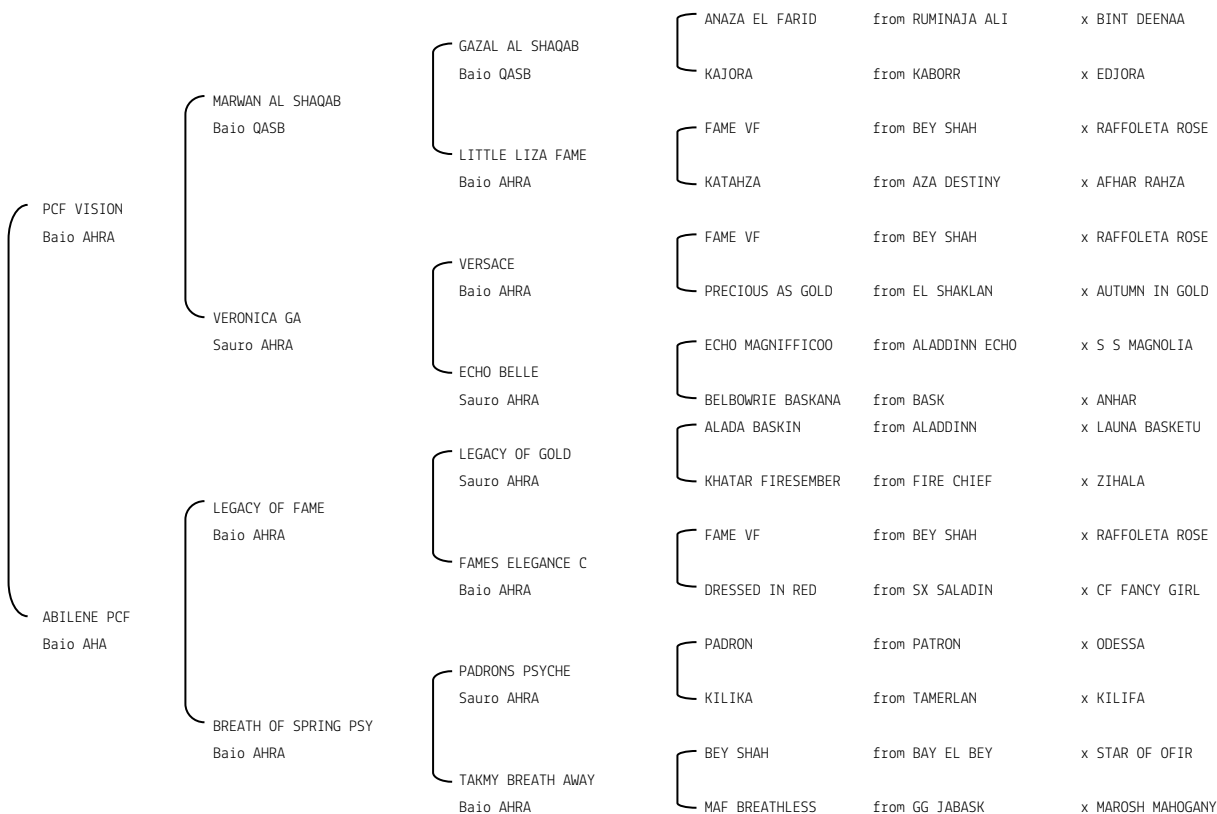 ANAZA EL FARID from RUMINAJA ALI x BINT DEENAA
GAZAL AL SHAQAB
Baio QASB
KAJORA from KABORR x EDJORA
MARWAN AL SHAQAB
Baio QASB
FAME VF from BEY SHAH x RAFFOLETA ROSE
LITTLE LIZA FAME
Baio AHRA
KATAHZA from AZA DESTINY x AFHAR RAHZA
PCF VISION
Baio AHRA
FAME VF from BEY SHAH x RAFFOLETA ROSE
VERSACE
Baio AHRA
PRECIOUS AS GOLD from EL SHAKLAN x AUTUMN IN GOLD
VERONICA GA
Sauro AHRA
ECHO MAGNIFFICOO from ALADDINN ECHO x S S MAGNOLIA
ECHO BELLE
Sauro AHRA
BELBOWRIE BASKANA from BASK x ANHAR
ALADA BASKIN from ALADDINN x LAUNA BASKETU
LEGACY OF GOLD
Sauro AHRA
KHATAR FIRESEMBER from FIRE CHIEF x ZIHALA
LEGACY OF FAME
Baio AHRA
FAME VF from BEY SHAH x RAFFOLETA ROSE
FAMES ELEGANCE C
Baio AHRA
DRESSED IN RED from SX SALADIN x CF FANCY GIRL
ABILENE PCF
Baio AHA
PADRON from PATRON x ODESSA
PADRONS PSYCHE
Sauro AHRA
KILIKA from TAMERLAN x KILIFA
BREATH OF SPRING PSY
Baio AHRA
BEY SHAH from BAY EL BEY x STAR OF OFIR
TAKMY BREATH AWAY
Baio AHRA
MAF BREATHLESS from GG JABASK x MAROSH MAHOGANY